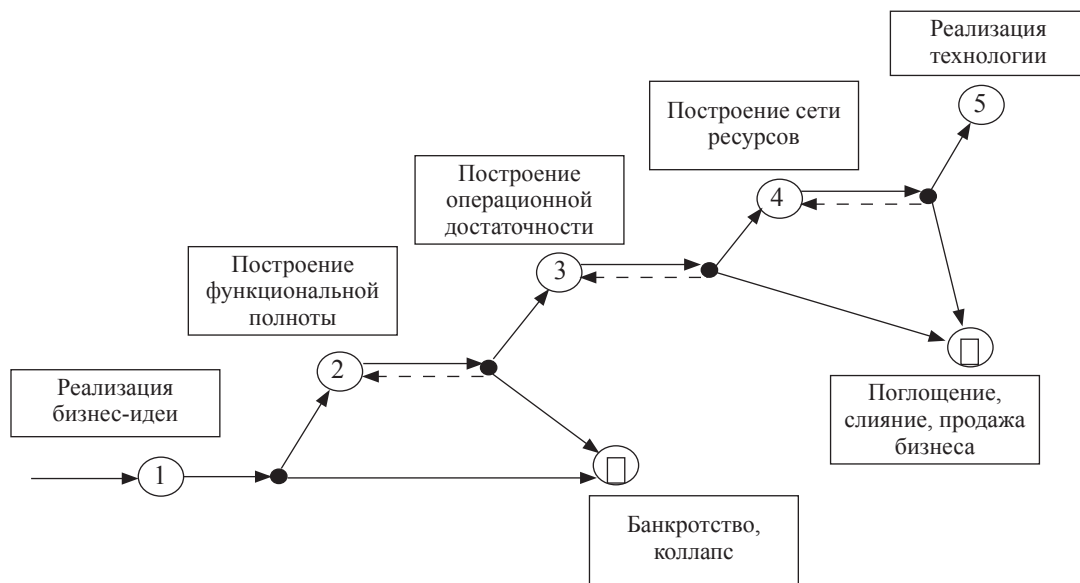 Реализация
технологии
5
Построение сети
ресурсов
4
Построение
операционной
достаточности
3
Построение
функциональной
полноты
2
Реализация
бизнес-идеи
1
Поглощение,
слияние, продажа
бизнеса
Банкротство,
коллапс